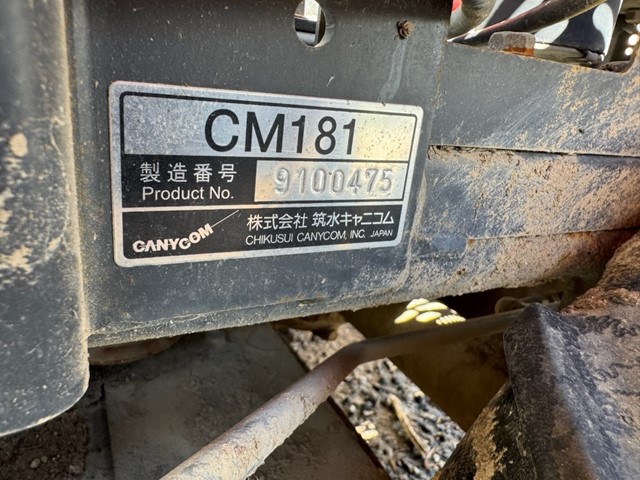 CM181
製造番号
Product No. 9100475
CANYCOM 株式会社 筑水キャニコム
CHIKUSUI CANYCOM, INC. JAPAN